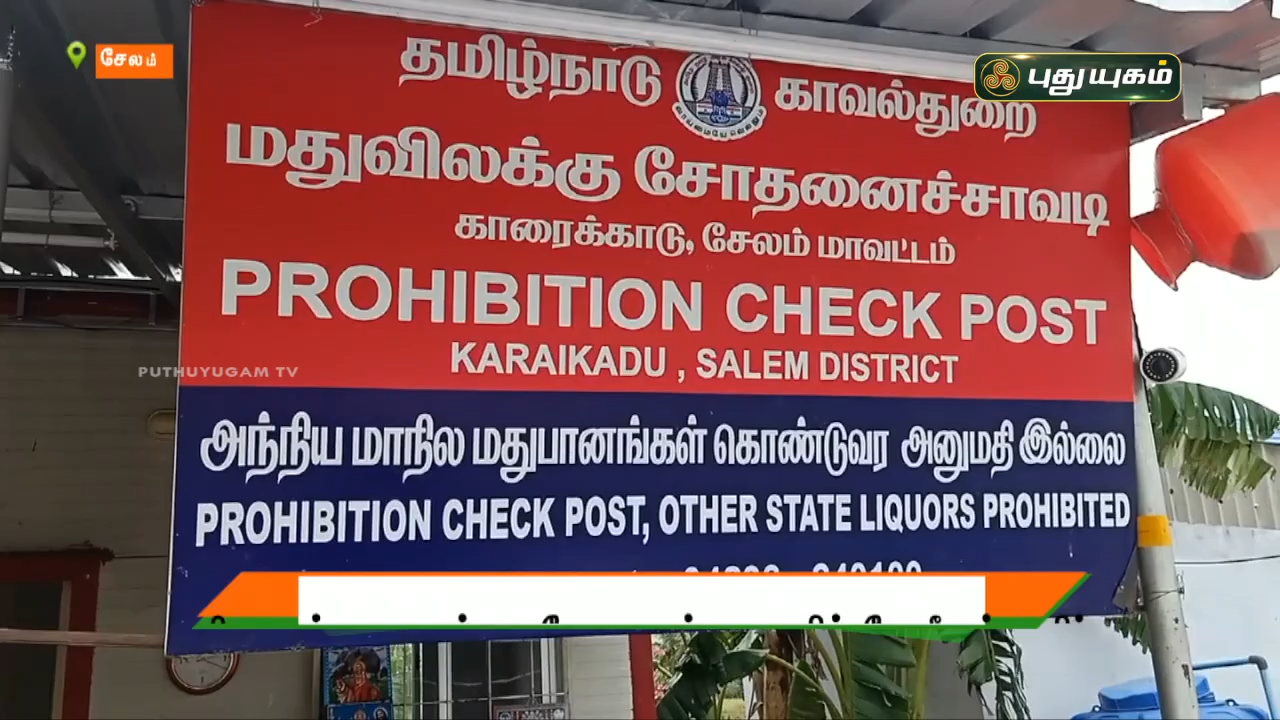 சேலம்
புதுயுகம்
தமிழ்நாடு காவல்துறை
வாய்மையே வெல்லும்
மதுவிலக்கு சோதனைச்சாவடி
காரைக்காடு, சேலம் மாவட்டம்
PROHIBITION CHECK POST
KARAIKADU , SALEM DISTRICT
PUTHUYUGAM TV
அந்நிய மாநில மதுபானங்கள் கொண்டுவர அனுமதி இல்லை
PROHIBITION CHECK POST, OTHER STATE LIQUORS PROHIBITED